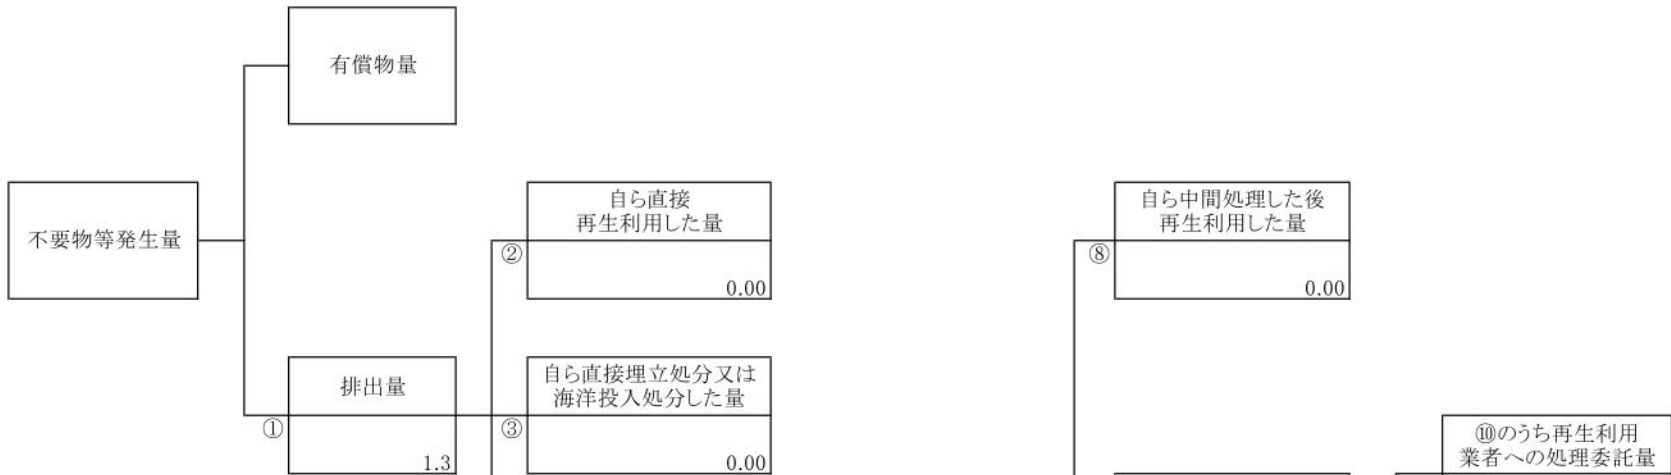 有償物量
不要物等発生量
自ら直接
再生利用した量
②
0.00
自ら中間処理した後
再生利用した量
⑧
0.00
排出量
①
1.3
自ら直接埋立処分又は
海洋投入処分した量
③
0.00
⑩のうち再生利用
業者への処理委託量